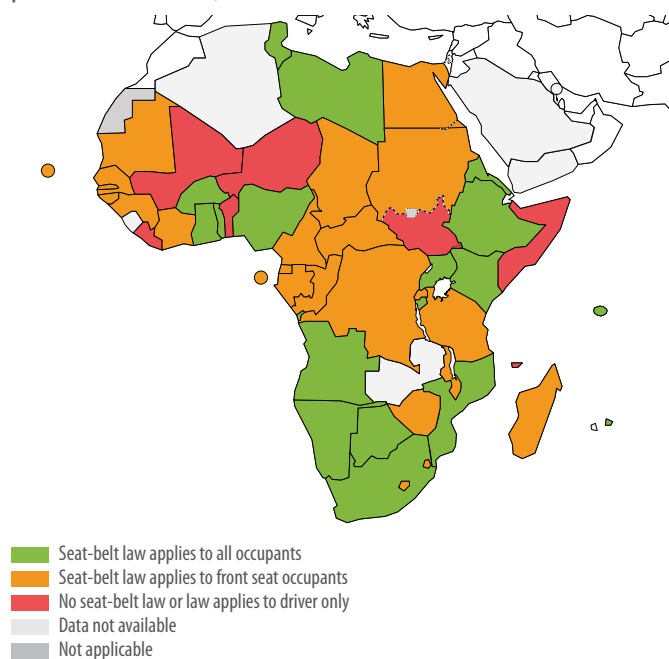 Seat-belt law applies to all occupants
Seat-belt law applies to front seat occupants
No seat-belt law or law applies to driver only
Data not available
Not applicable